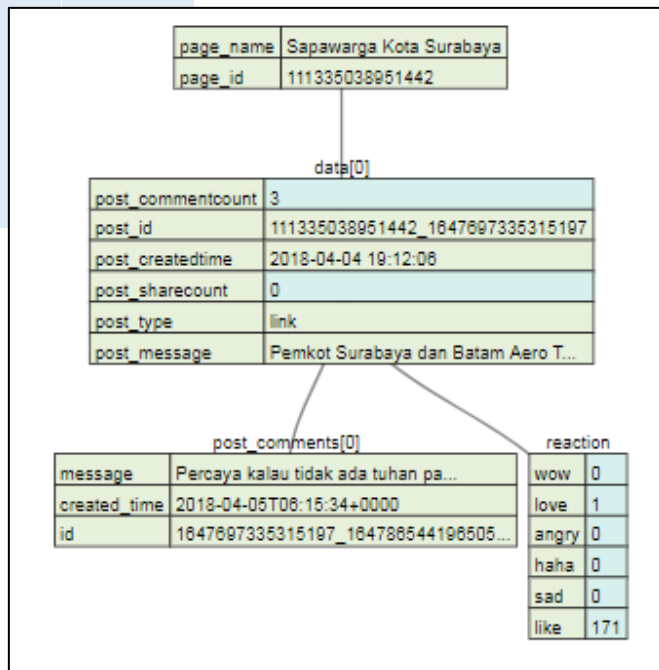 page_name Sapawarga Kota Surabaya
page_id 111335038951442
data[0]
post_commentcount 3
post_id 111335038951442_1647697335315197
post_createdtime 2018-04-04 19:12:06
post_sharecount 0
post_type link
post_message Pemkot Surabaya dan Batam Aero T...
post_comments[0]
message Percaya kalau tidak ada tuhan pa...
created_time 2018-04-05T06:15:34+0000
id 1647697335315197_164786544196505...
reaction
wow 0
love 1
angry 0
haha 0
sad 0
like 171